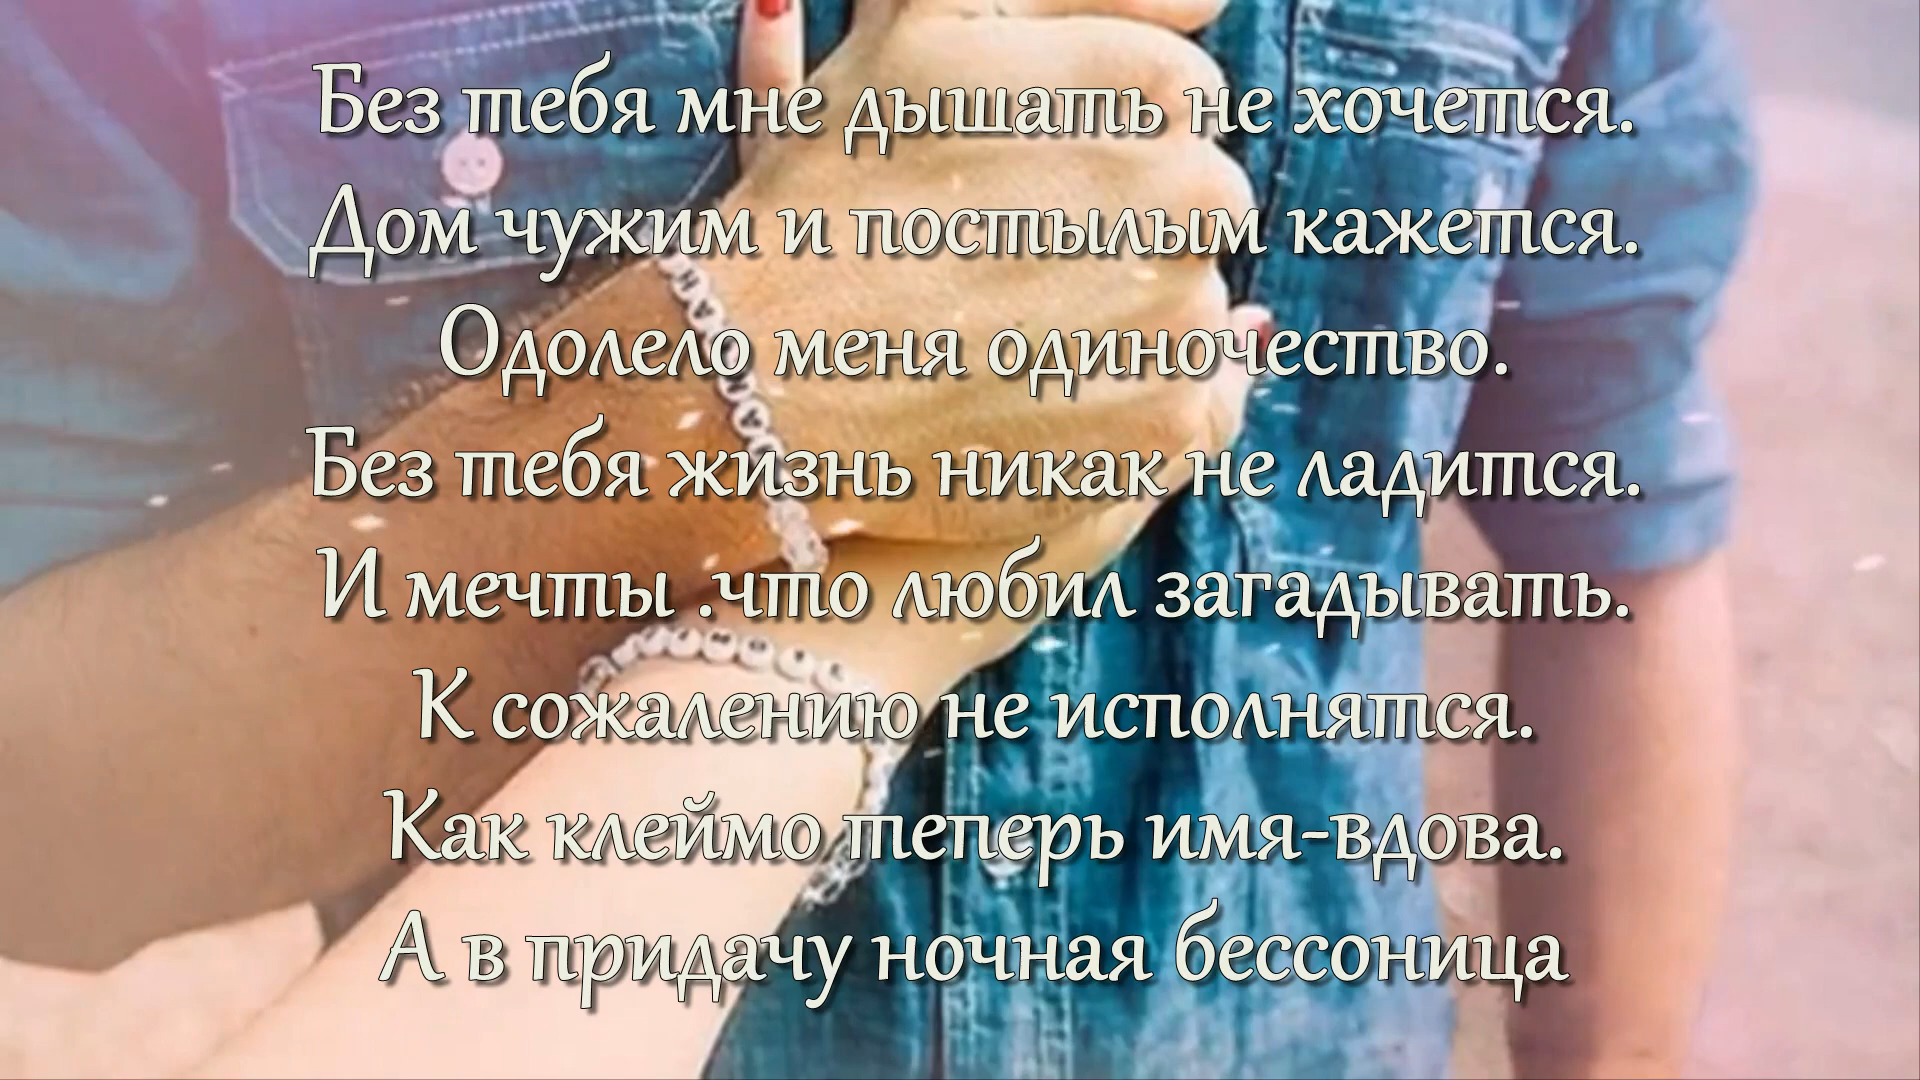 Без тебя мне дышать не хочется.
Дом чужим и постылым кажется.
Одолело меня одиночество.
Без тебя жизнь никак не ладится.
И мечты .что любил загадывать.
К сожалению не исполнятся.
Как клеймо теперь имя-вдова.
А в придачу ночная бессоница